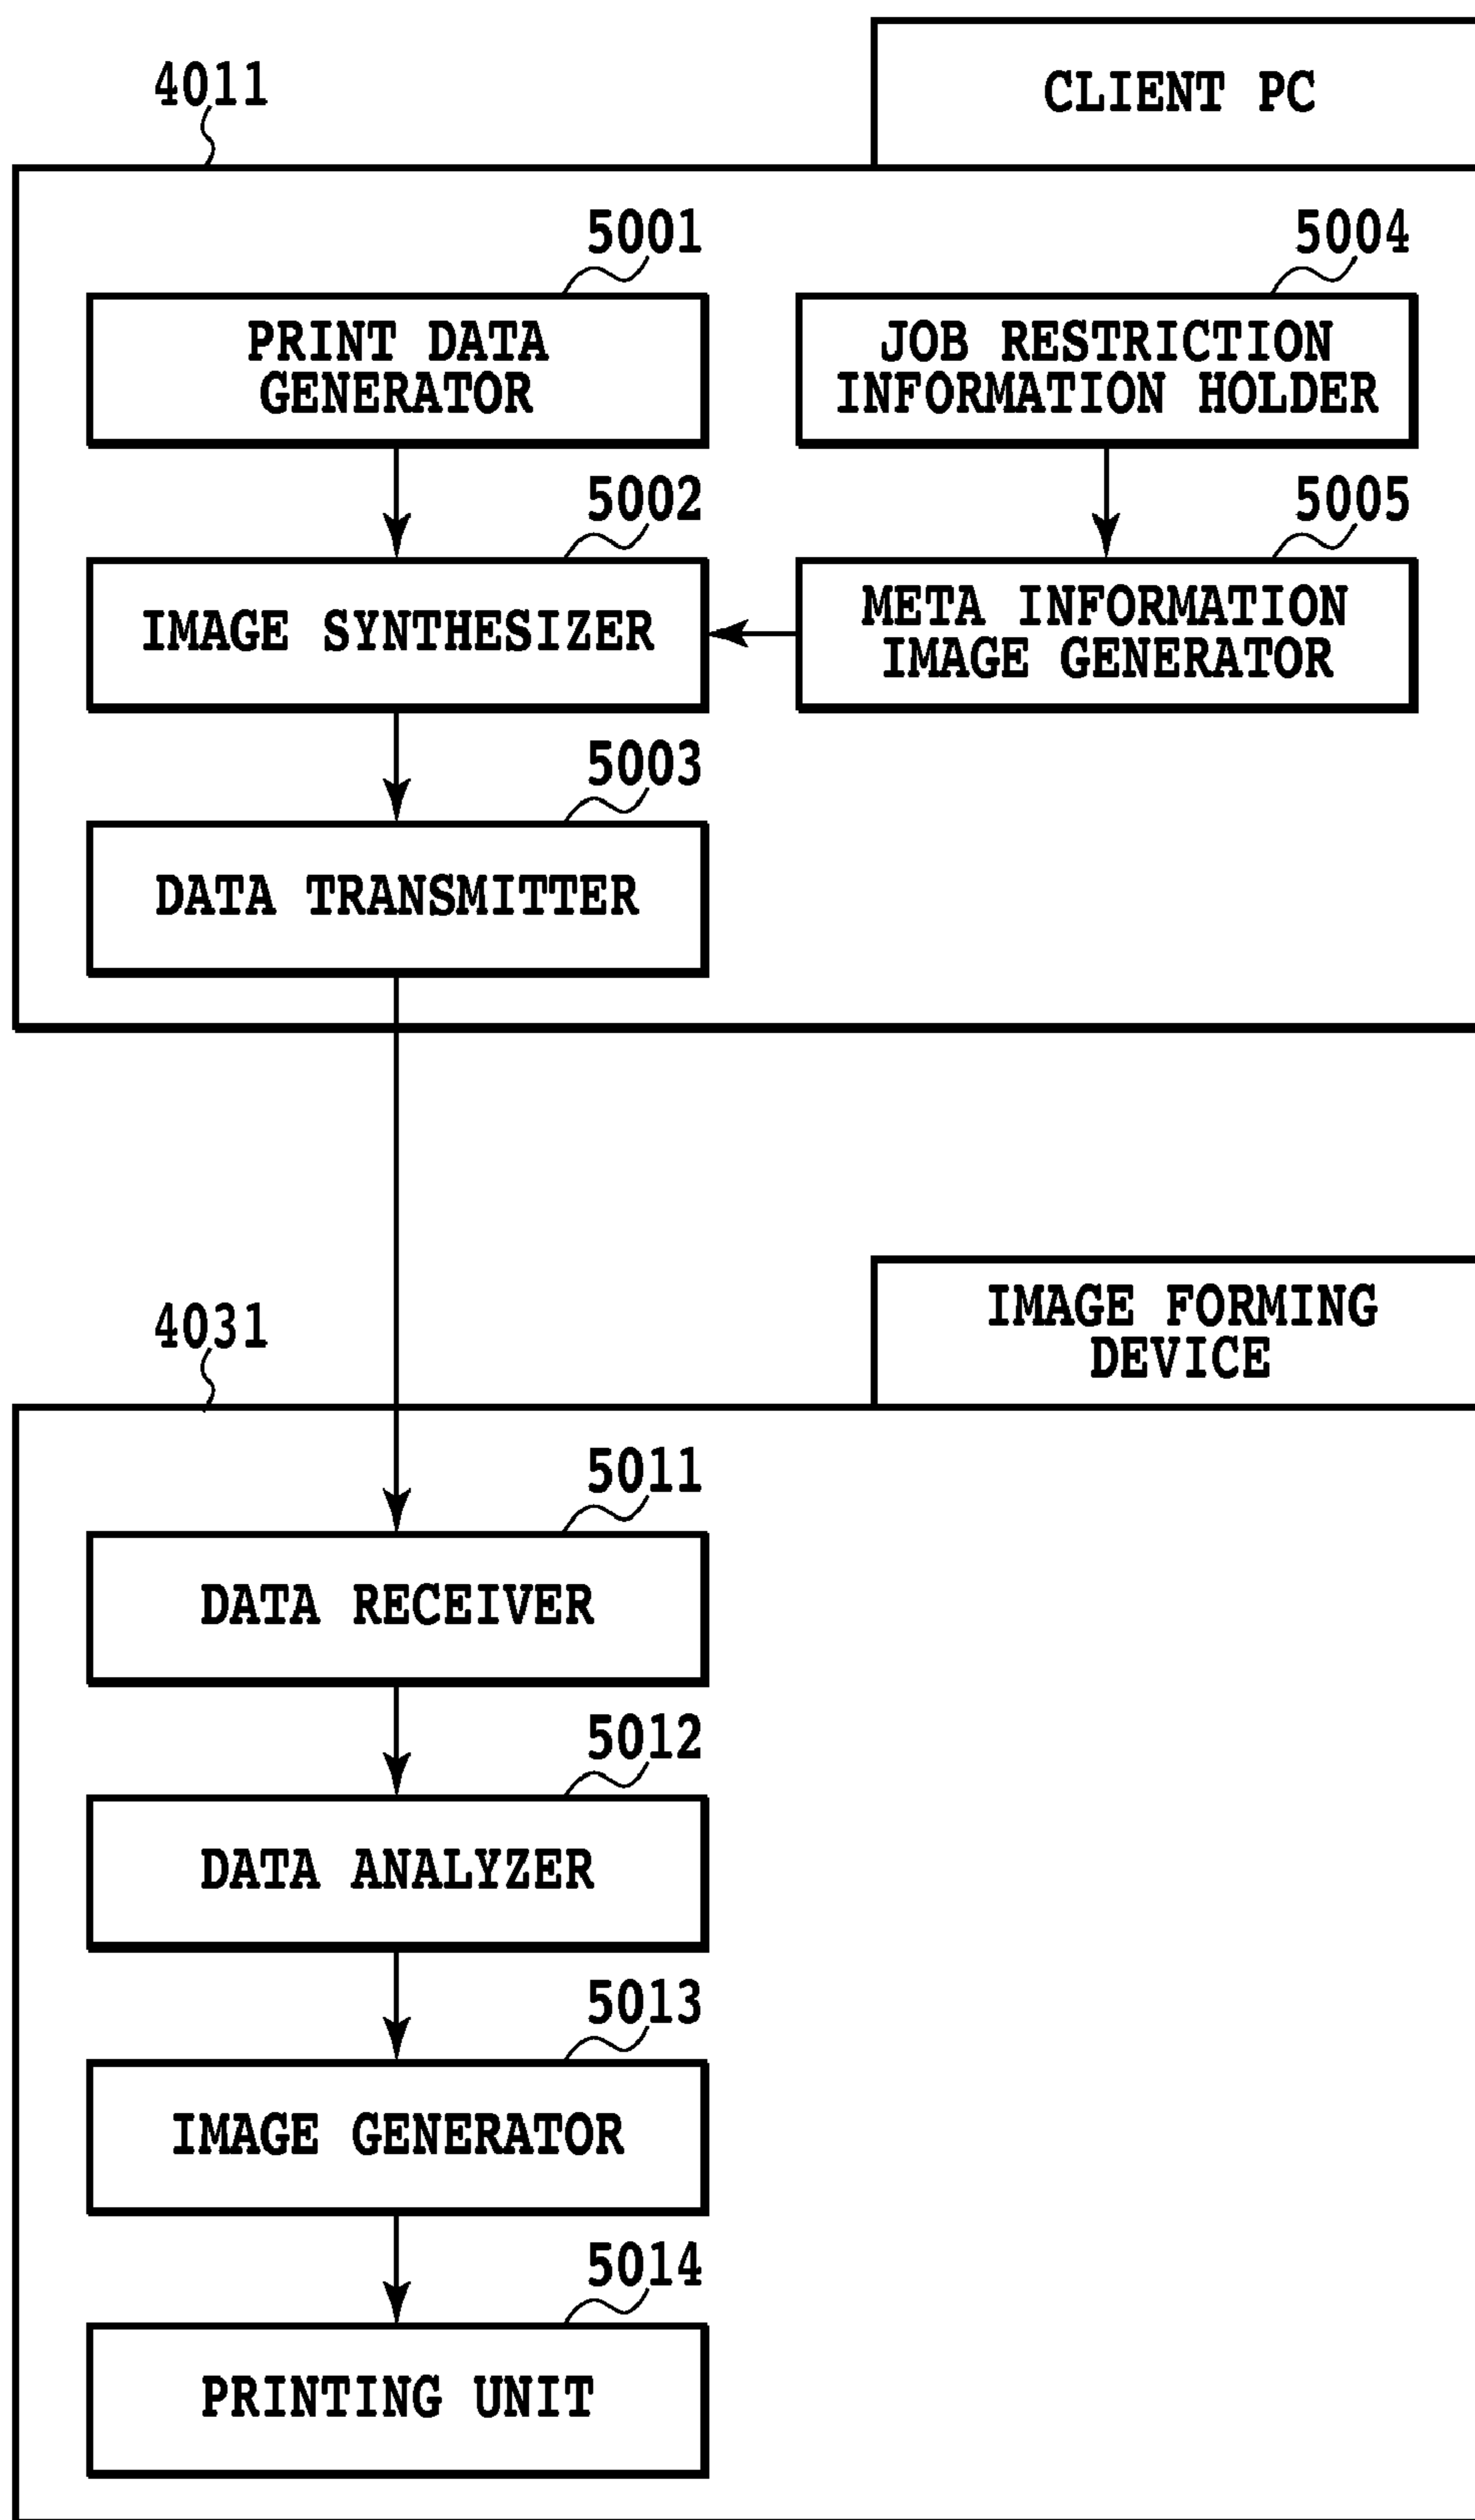 CLIENT PC
4011
5001
5004
PRINT DATA
GENERATOR
JOB RESTRICTION
INFORMATION HOLDER
5002
5005
IMAGE SYNTHESIZER
META INFORMATION
IMAGE GENERATOR
5003
DATA TRANSMITTER
IMAGE FORMING
DEVICE
4031
5011
DATA RECEIVER
5012
DATA ANALYZER
5013
IMAGE GENERATOR
5014
PRINTING UNIT